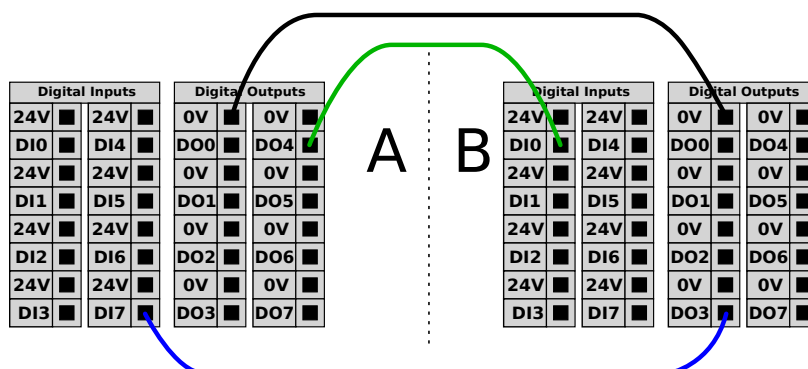 Digital Inputs Digital Outputs Digital Inputs Digital Outputs
24V 24V 0V 0V 24V 24V 0V 0V
DI0 DI4 DO0 DO4 A B DI0 DI4 DO0 DO4
24V 24V 0V 0V 24V 24V 0V 0V
DI1 DI5 DO1 DO5 DI1 DI5 DO1 DO5
24V 24V 0V 0V 24V 24V 0V 0V
DI2 DI6 DO2 DO6 DI2 DI6 DO2 DO6
24V 24V 0V 0V 24V 24V 0V 0V
DI3 DI7 DO3 DO7 DI3 DI7 DO3 DO7